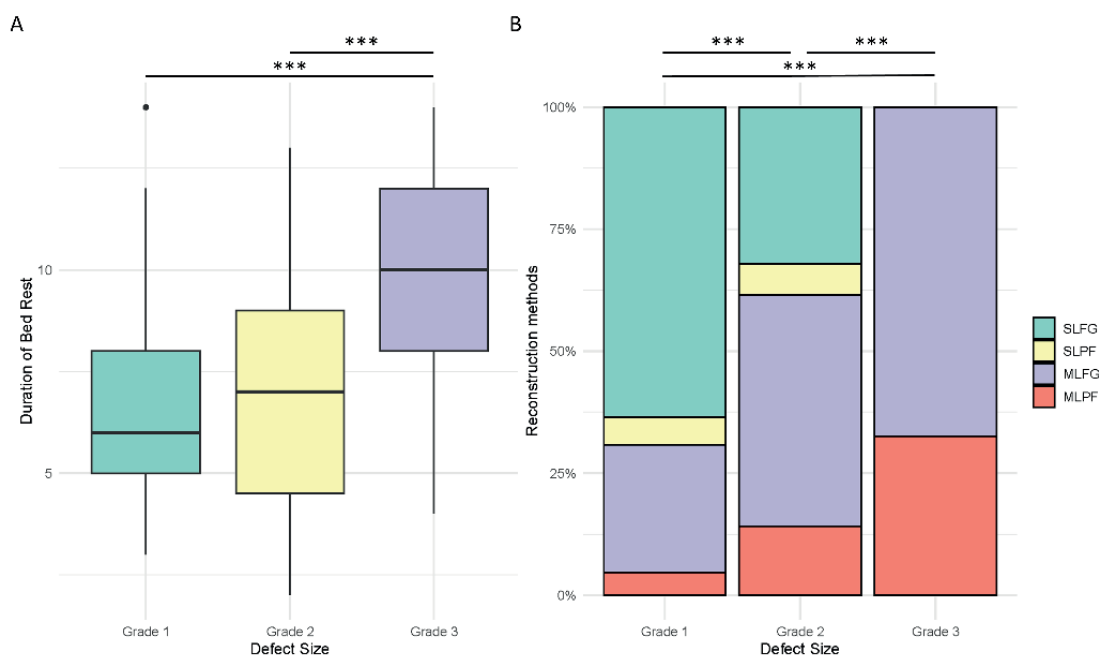 A
***
***
Duration of Bed Rest
10
5
Grade 1
Grade 2
Grade 3
Defect Size
B
***
***
***
Reconstruction methods
100%
75%
50%
25%
0%
Grade 1
Grade 2
Grade 3
Defect Size
SLFG
SLPF
MLFG
MLPF